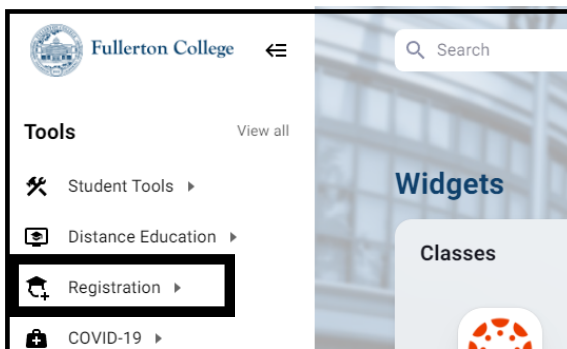 Fullerton College
Search
Tools
View all
Student Tools
Widgets
Distance Education
Classes
Registration
COVID-19